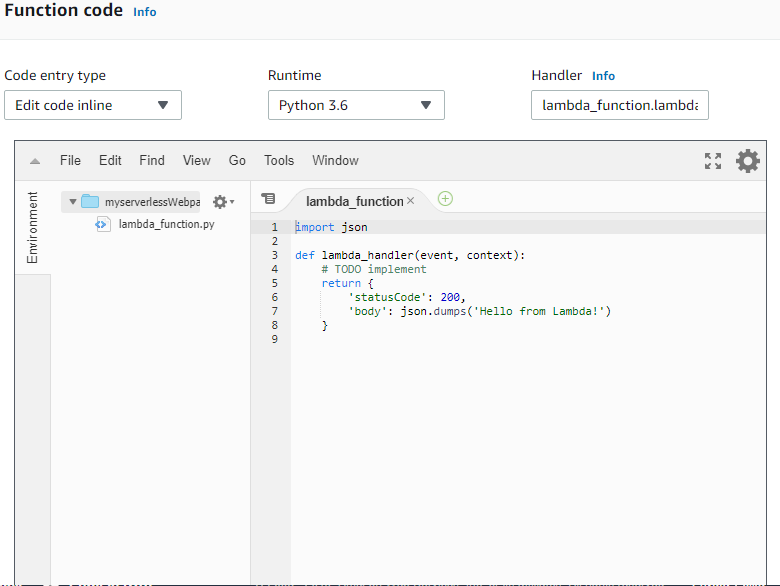 Function code Info
Code entry type
Runtime
Handler Info
Edit code inline
Python 3.6
lambda_function.lambda
File Edit Find View Go Tools Window
Environment
myserverlessWebpa
lambda_function.py
lambda_function
1 import json
2
3 def lambda_handler(event, context):
4 # TODO implement
5 return {
6 'statusCode': 200,
7 'body': json.dumps('Hello from Lambda!')
8 }
9